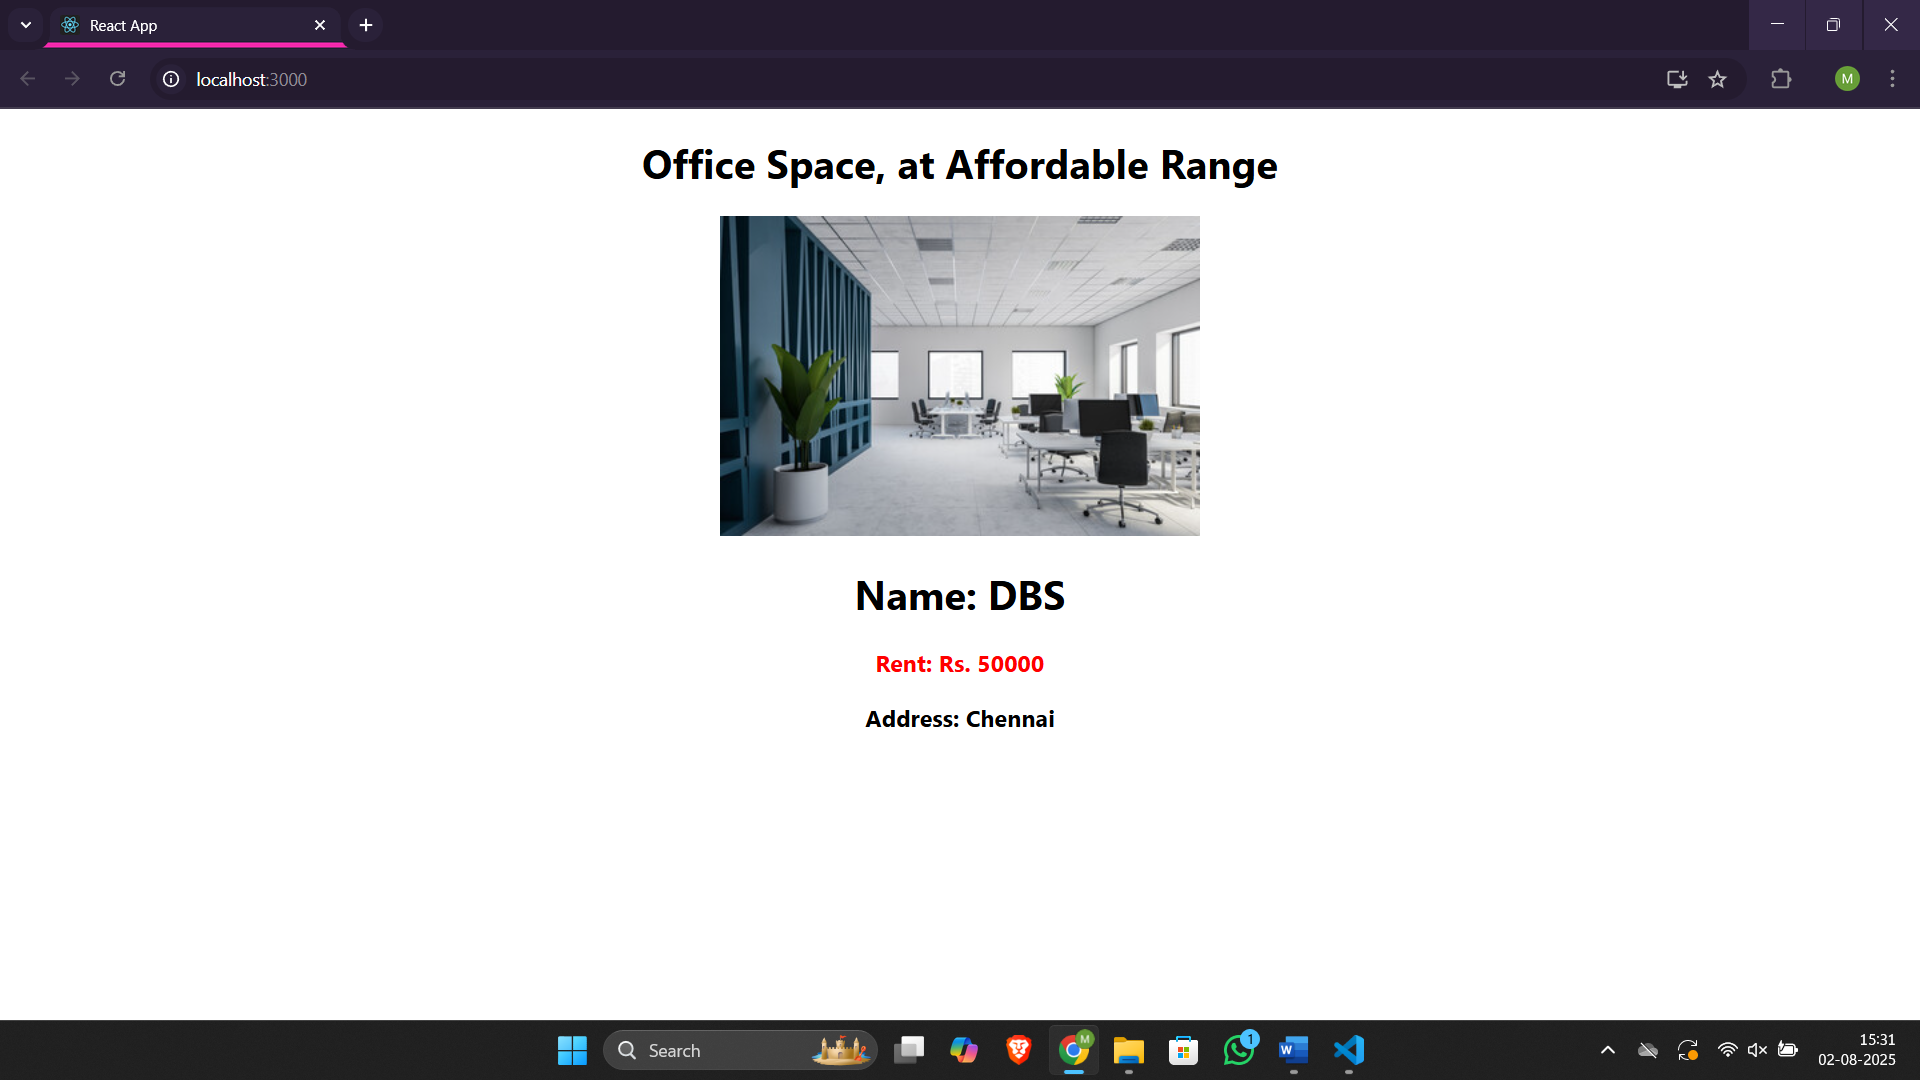 React App
localhost:3000
M
Office Space, at Affordable Range
Name: DBS
Rent: Rs. 50000
Address: Chennai
Search
M
1
W
15:31
02-08-2025